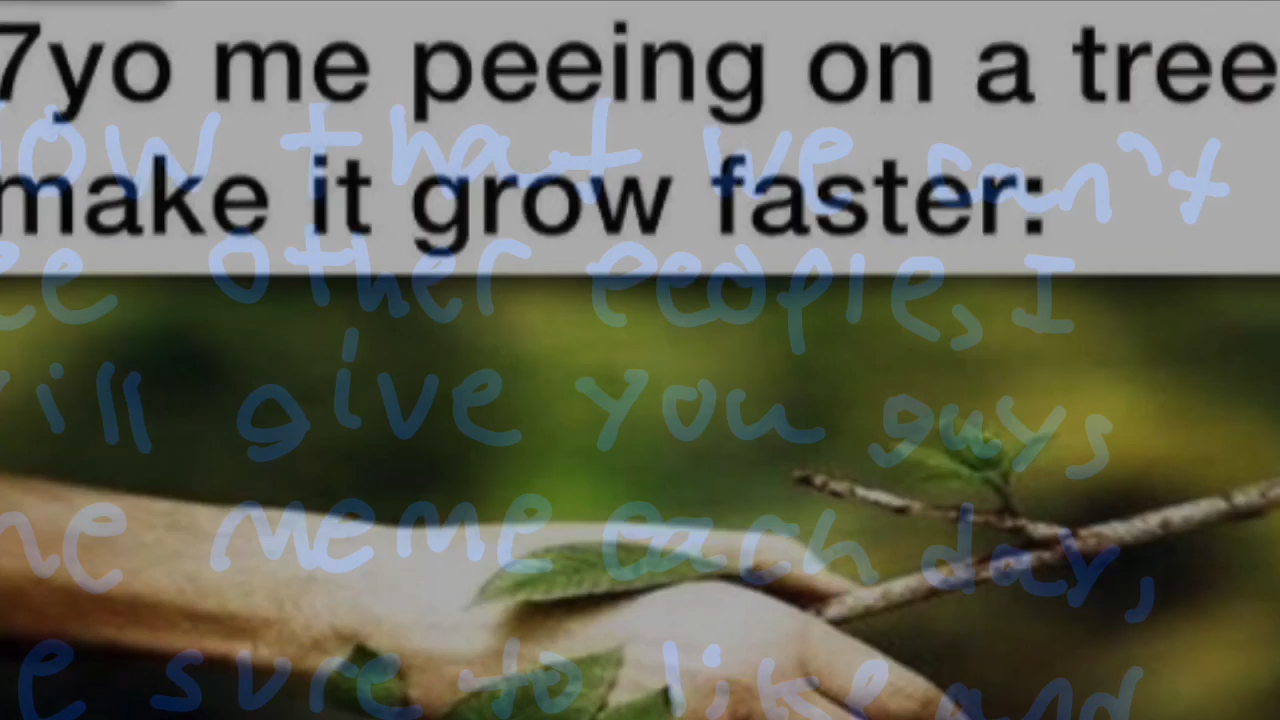 7yo me peeing on a tree
make it grow faster:
ow that we can't
ee other people, I
ill give you guys
ne meme each day,
e sure to like and